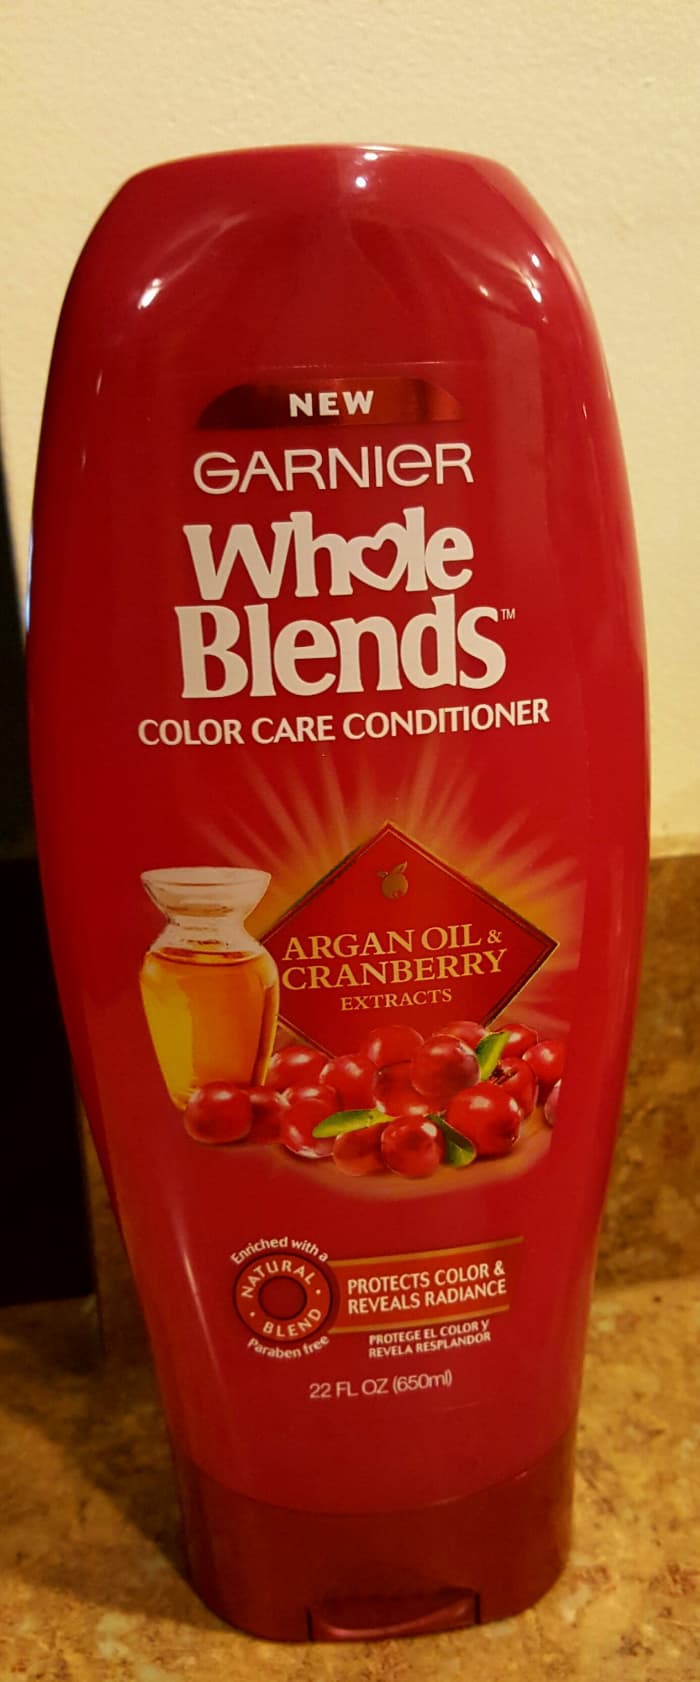 NEW
GARNIER
Whole
Blends™
COLOR CARE CONDITIONER
ARGAN OIL &
CRANBERRY
EXTRACTS
Enriched with a
NATURAL
BLEND
Paraben free
PROTECTS COLOR &
REVEALS RADIANCE
PROTEGE EL COLOR y
REVELA RESPLANDOR
22 FL OZ (650ml)